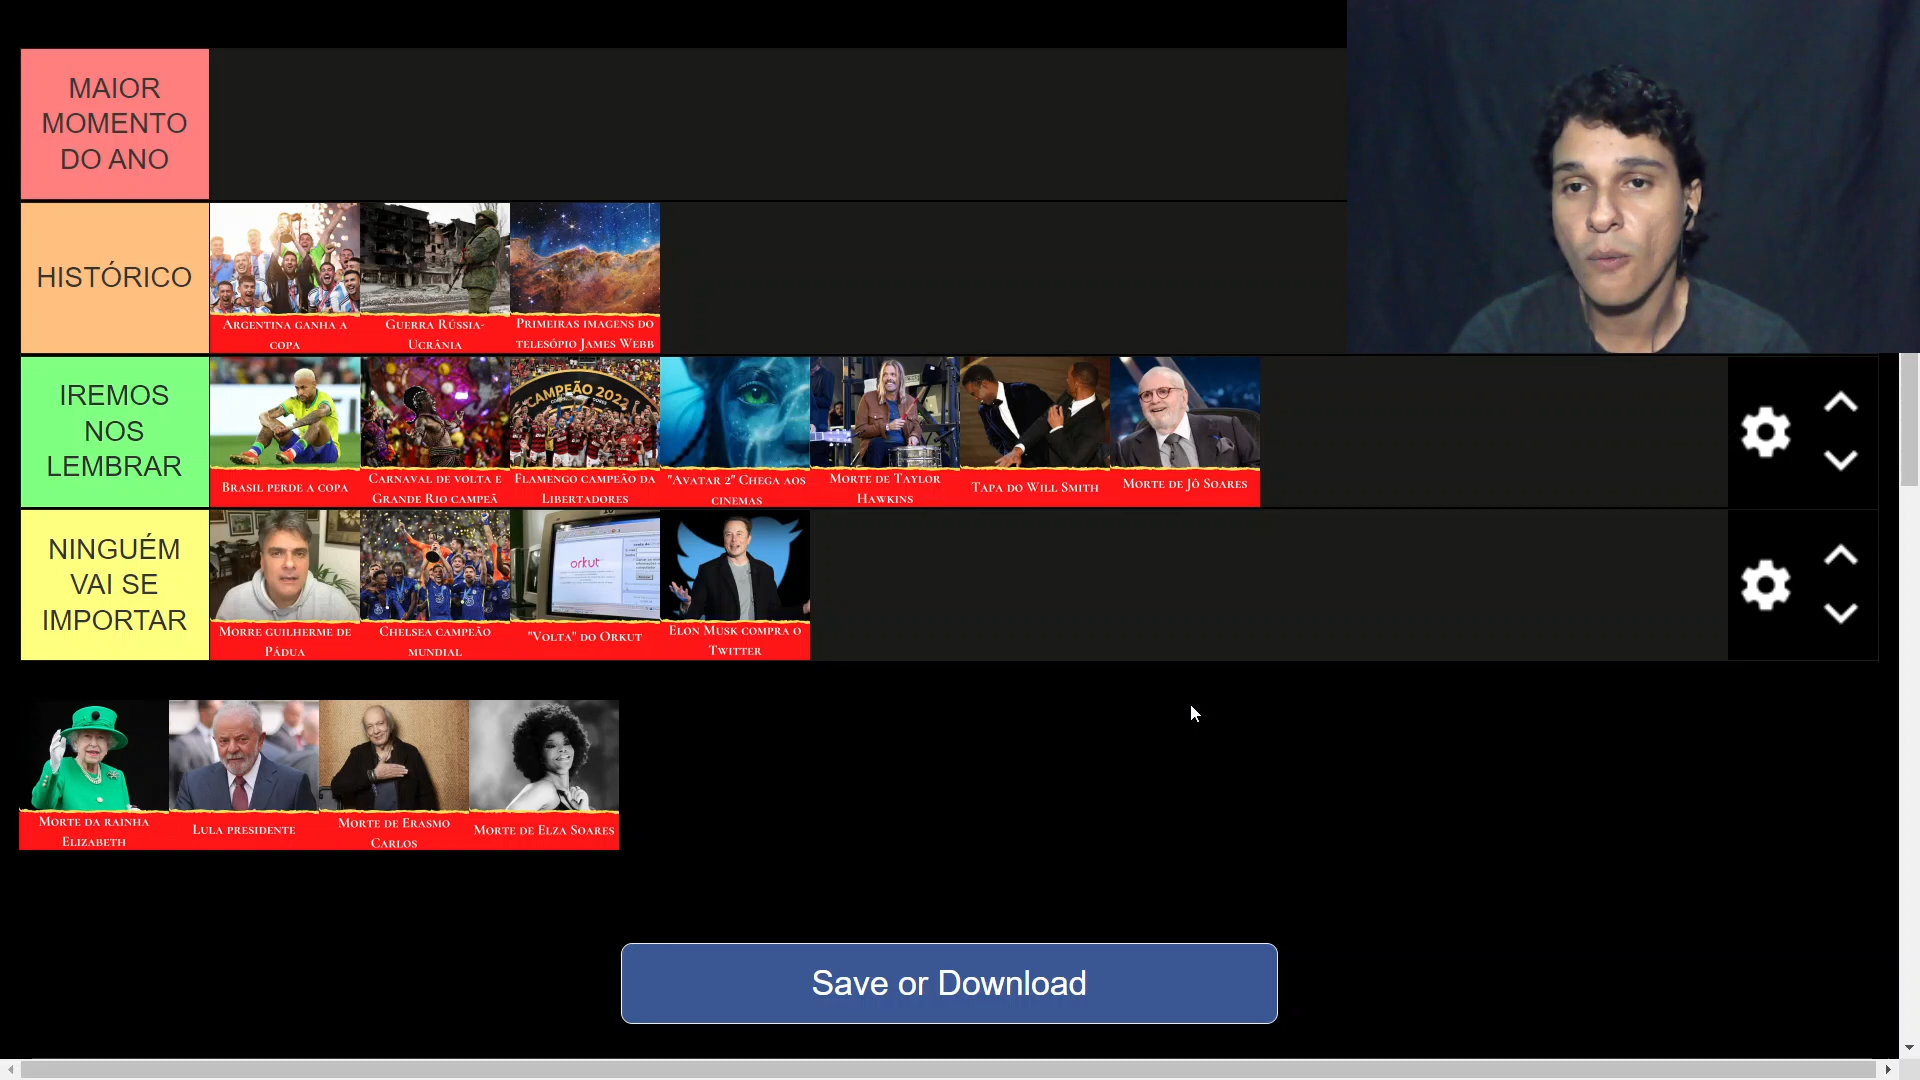 MAIOR
MOMENTO
DO ANO
HISTÓRICO
ARGENTINA GANHA A
COPA
GUERRA RÚSSIA-
UCRÂNIA
PRIMEIRAS IMAGENS DO
TELESÓPIO JAMES WEBB
IREMOS
NOS
LEMBRAR
CAMPEÃO 2022
BRASIL PERDE A COPA
CARNAVAL DE VOLTA E
GRANDE RIO CAMPEÃ
FLAMENGO CAMPEÃO DA
LIBERTADORES
"AVATAR 2" CHEGA AOS
CINEMAS
MORTE DE TAYLOR
HAWKINS
TAPA DO WILL SMITH
MORTE DE JÔ SOARES
NINGUÉM
VAI SE
IMPORTAR
orkut
MORRE GUILHERME DE
PÁDUA
CHELSEA CAMPEÃO
MUNDIAL
"VOLTA" DO ORKUT
ELON MUSK COMPRA O
TWITTER
MORTE DA RAINHA
ELIZABETH
LULA PRESIDENTE
MORTE DE ERASMO
CARLOS
MORTE DE ELZA SOARES
Save or Download